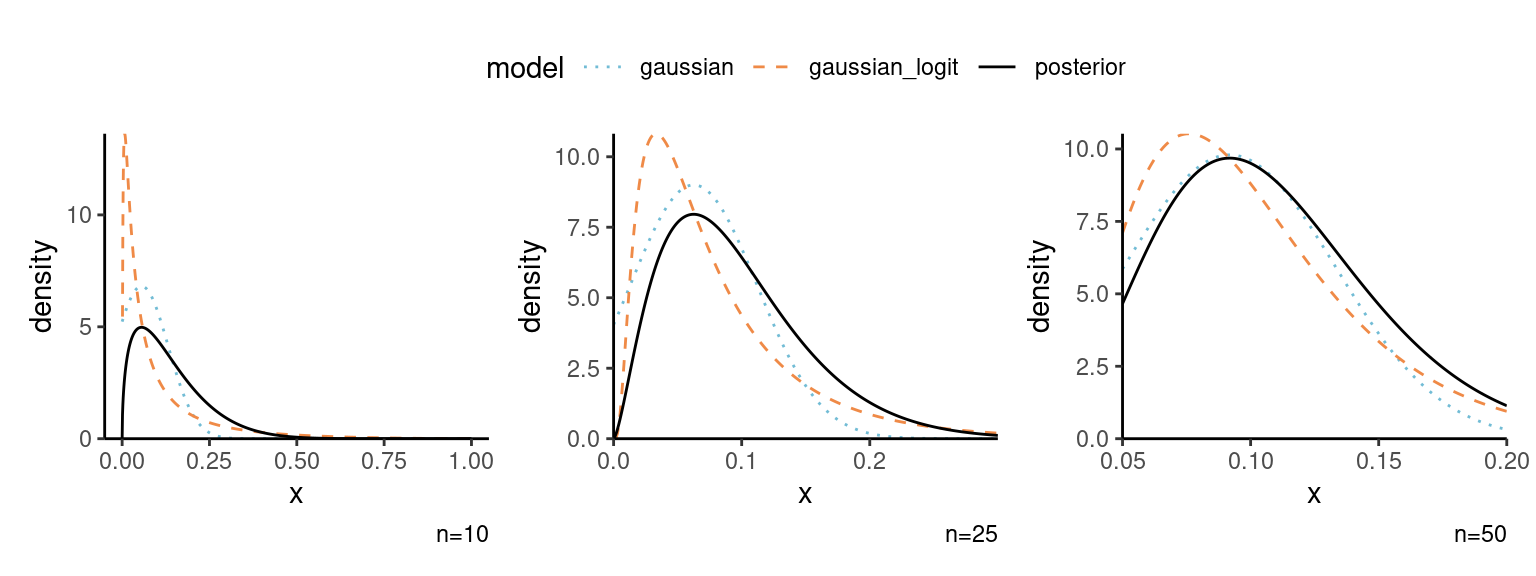 model gaussian gaussian_logit posterior
density
10
5
0
0.00 0.25 0.50 0.75 1.00
x
n=10
density
10.0
7.5
5.0
2.5
0.0
0.0 0.1 0.2
x
n=25
density
10.0
7.5
5.0
2.5
0.0
0.05 0.10 0.15 0.20
x
n=50